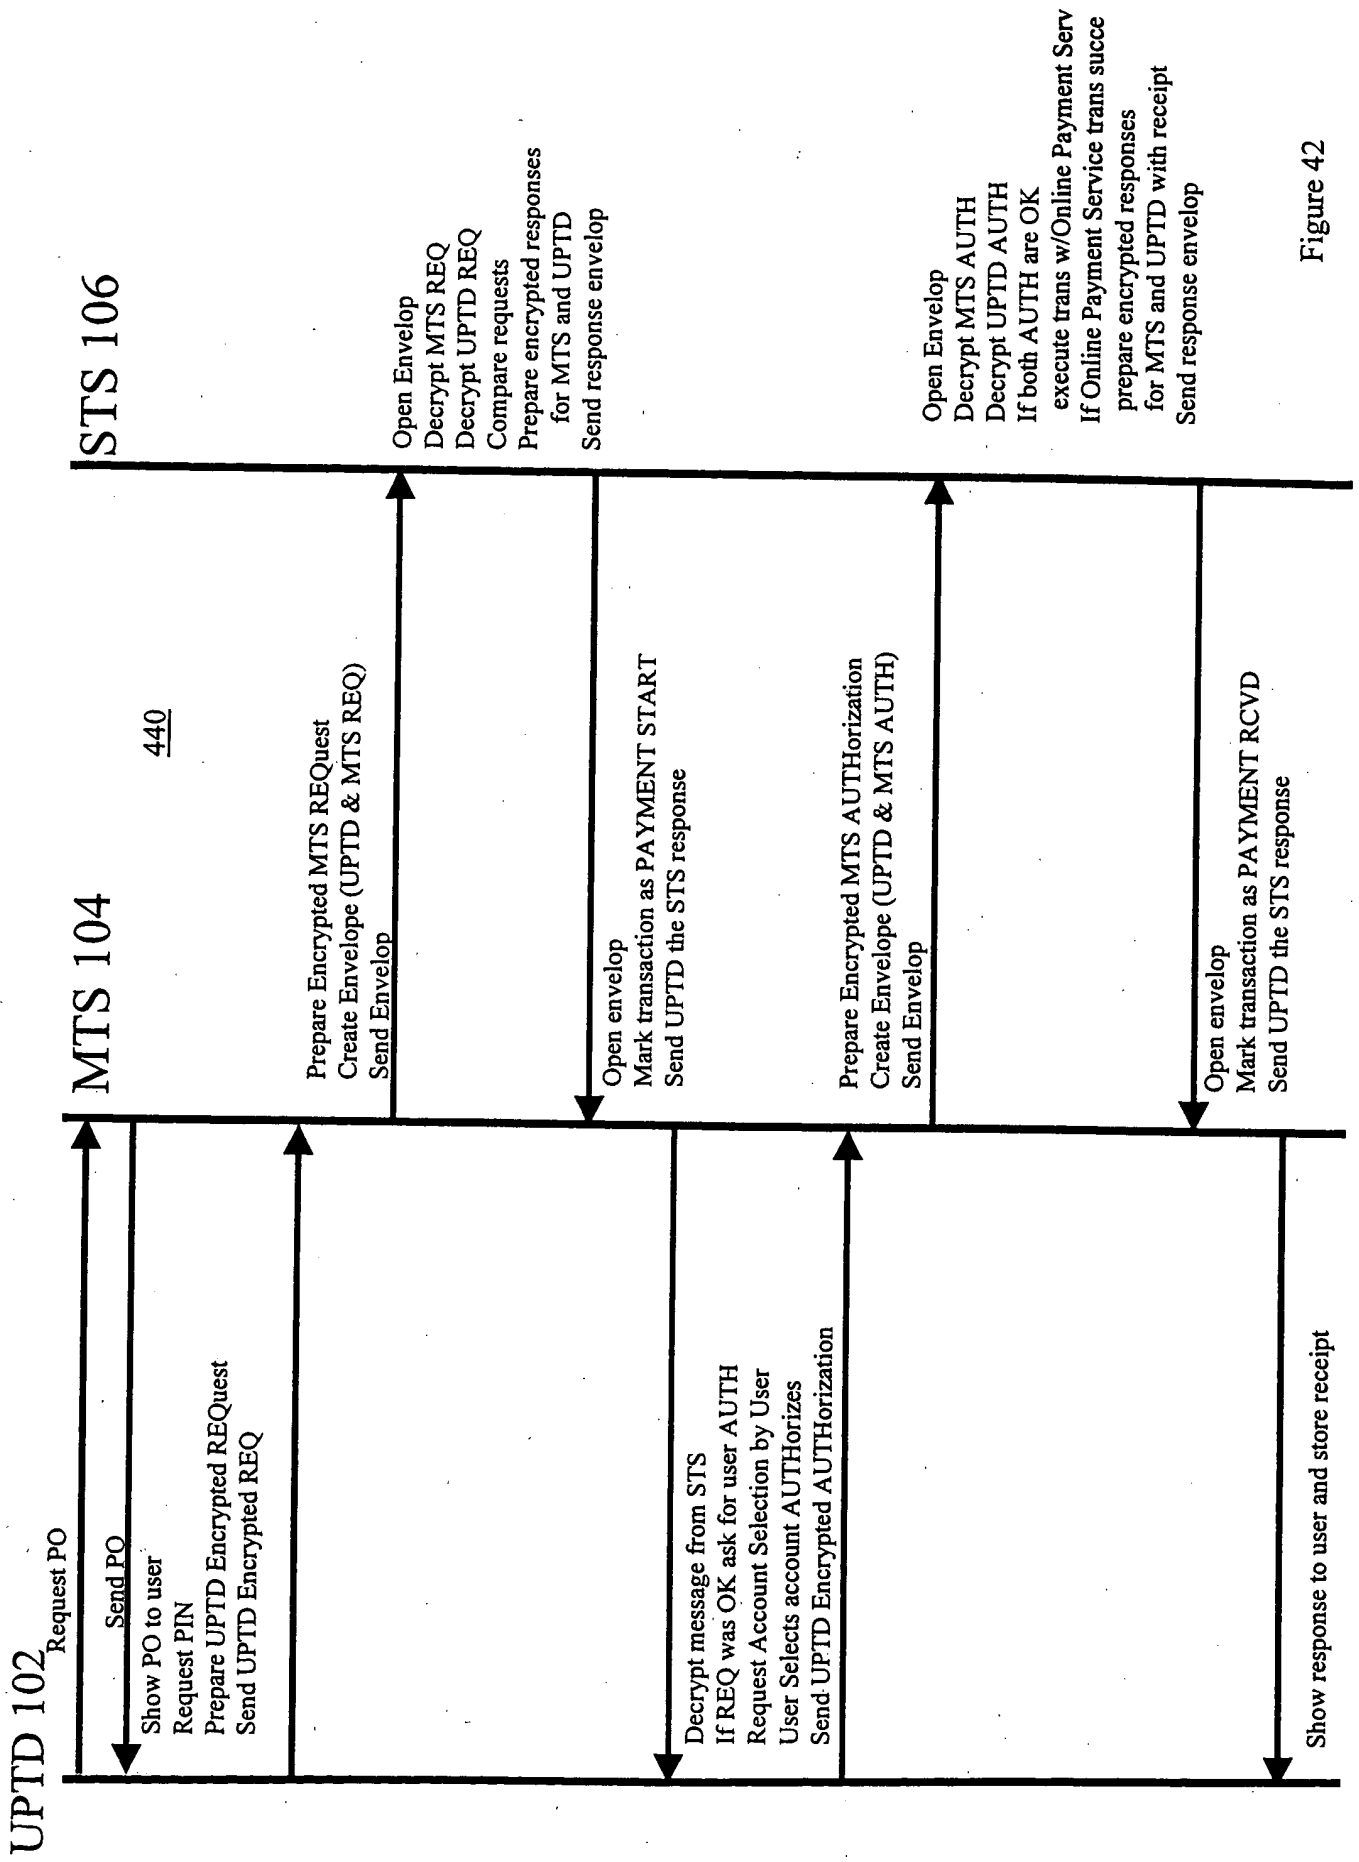 UPTD 102
MTS 104
STS 106
440
Request PO
Send PO
Show PO to user
Request PIN
Prepare UPTD Encrypted REQuest
Send UPTD Encrypted REQ
Prepare Encrypted MTS REQuest
Create Envelope (UPTD & MTS REQ)
Send Envelop
Open Envelop
Decrypt MTS REQ
Decrypt UPTD REQ
Compare requests
Prepare encrypted responses
for MTS and UPTD
Send response envelop
Open envelop
Mark transaction as PAYMENT START
Send UPTD the STS response
Decrypt message from STS
If REQ was OK ask for user AUTH
Request Account Selection by User
User Selects account AUTHorizes
Send UPTD Encrypted AUTHorization
Prepare Encrypted MTS AUTHorization
Create Envelope (UPTD & MTS AUTH)
Send Envelop
Open Envelop
Decrypt MTS AUTH
Decrypt UPTD AUTH
If both AUTH are OK
execute trans w/Online Payment Serv
If Online Payment Service trans succe
prepare encrypted responses
for MTS and UPTD with receipt
Send response envelop
Open envelop
Mark transaction as PAYMENT RCVD
Send UPTD the STS response
Show response to user and store receipt
Figure 42